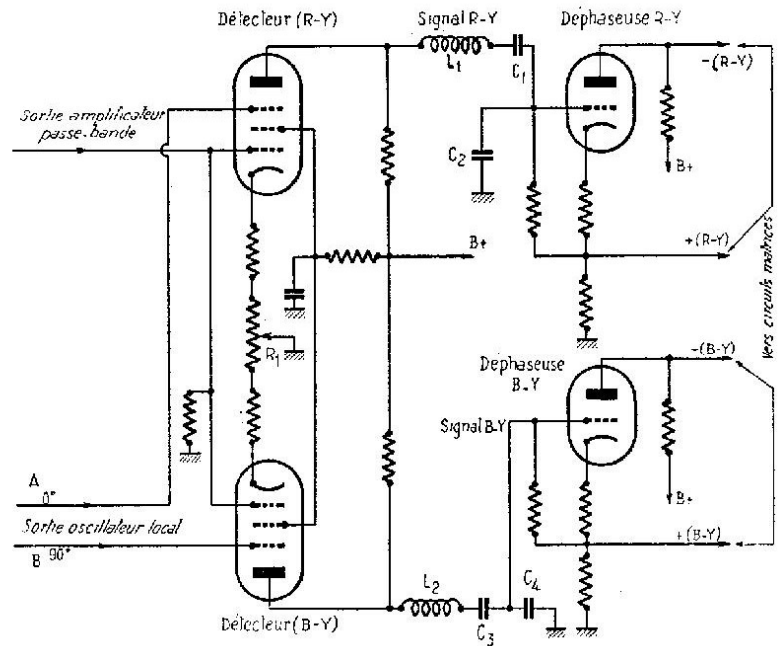 Détecteur (R-Y)
Signal R-Y
Déphaseuse R-Y
L1
C1
-(R-Y)
Sortie amplificateur
passe-bande
C2
B+
B+
+(R-Y)
Vers circuits matrices
R1
Déphaseuse
B-Y
-(B-Y)
Signal B-Y
A
0°
B+
Sortie oscillateur local
+(B-Y)
B 90°
L2
C4
C3
Détecteur (B-Y)